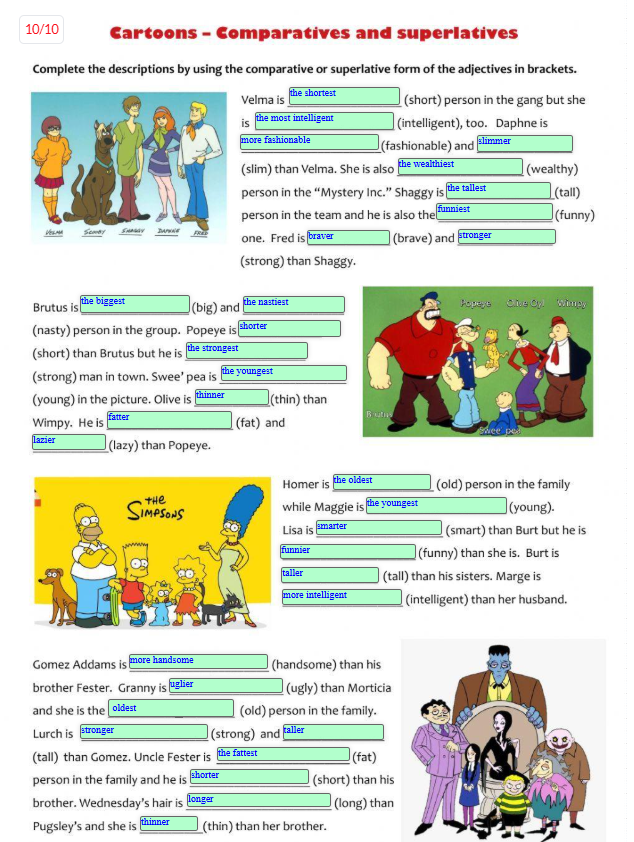 10/10
Cartoons – Comparatives and superlatives
Complete the descriptions by using the comparative or superlative form of the adjectives in brackets.
Velma is the shortest (short) person in the gang but she
is the most intelligent (intelligent), too. Daphne is
more fashionable (fashionable) and slimmer
(slim) than Velma. She is also the wealthiest (wealthy)
person in the “Mystery Inc.” Shaggy is the tallest (tall)
person in the team and he is also the funniest (funny)
one. Fred is braver (brave) and stronger
(strong) than Shaggy.
VELMA SCOOBY SHAGGY DAPHNE FRED
Brutus is the biggest (big) and the nastiest
(nasty) person in the group. Popeye is shorter
(short) than Brutus but he is the strongest
(strong) man in town. Swee’ pea is the youngest
(young) in the picture. Olive is thinner (thin) than
Wimpy. He is fatter (fat) and
lazier (lazy) than Popeye.
Popeye Olive Oyl Wimpy
Brutus
Swee pea
THE
SIMPSONS
Homer is the oldest (old) person in the family
while Maggie is the youngest (young).
Lisa is smarter (smart) than Burt but he is
funnier (funny) than she is. Burt is
taller (tall) than his sisters. Marge is
more intelligent (intelligent) than her husband.
Gomez Addams is more handsome (handsome) than his
brother Fester. Granny is uglier (ugly) than Morticia
and she is the oldest (old) person in the family.
Lurch is stronger (strong) and taller
(tall) than Gomez. Uncle Fester is the fattest (fat)
person in the family and he is shorter (short) than his
brother. Wednesday’s hair is longer (long) than
Pugsley’s and she is thinner (thin) than her brother.